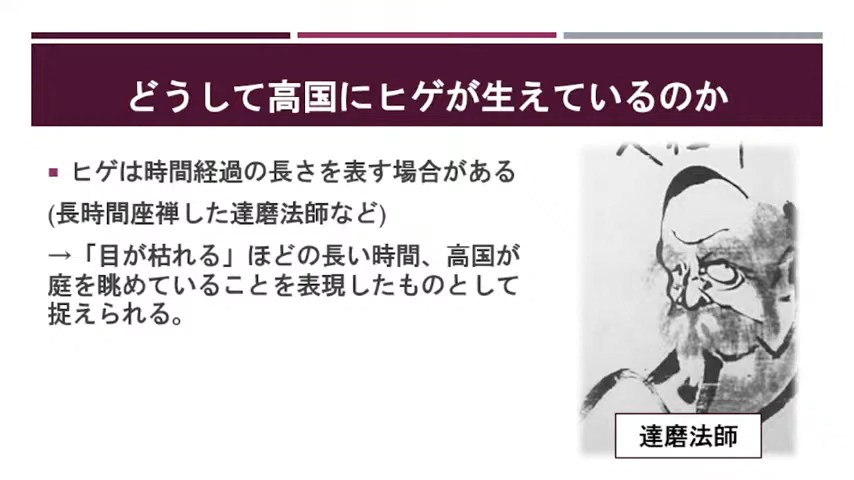 どうして高国にヒゲが生えているのか
■ ヒゲは時間経過の長さを表す場合がある
(長時間座禅した達磨法師など)
→「目が枯れる」ほどの長い時間、高国が
庭を眺めていることを表現したものとして
捉えられる。
達磨法師